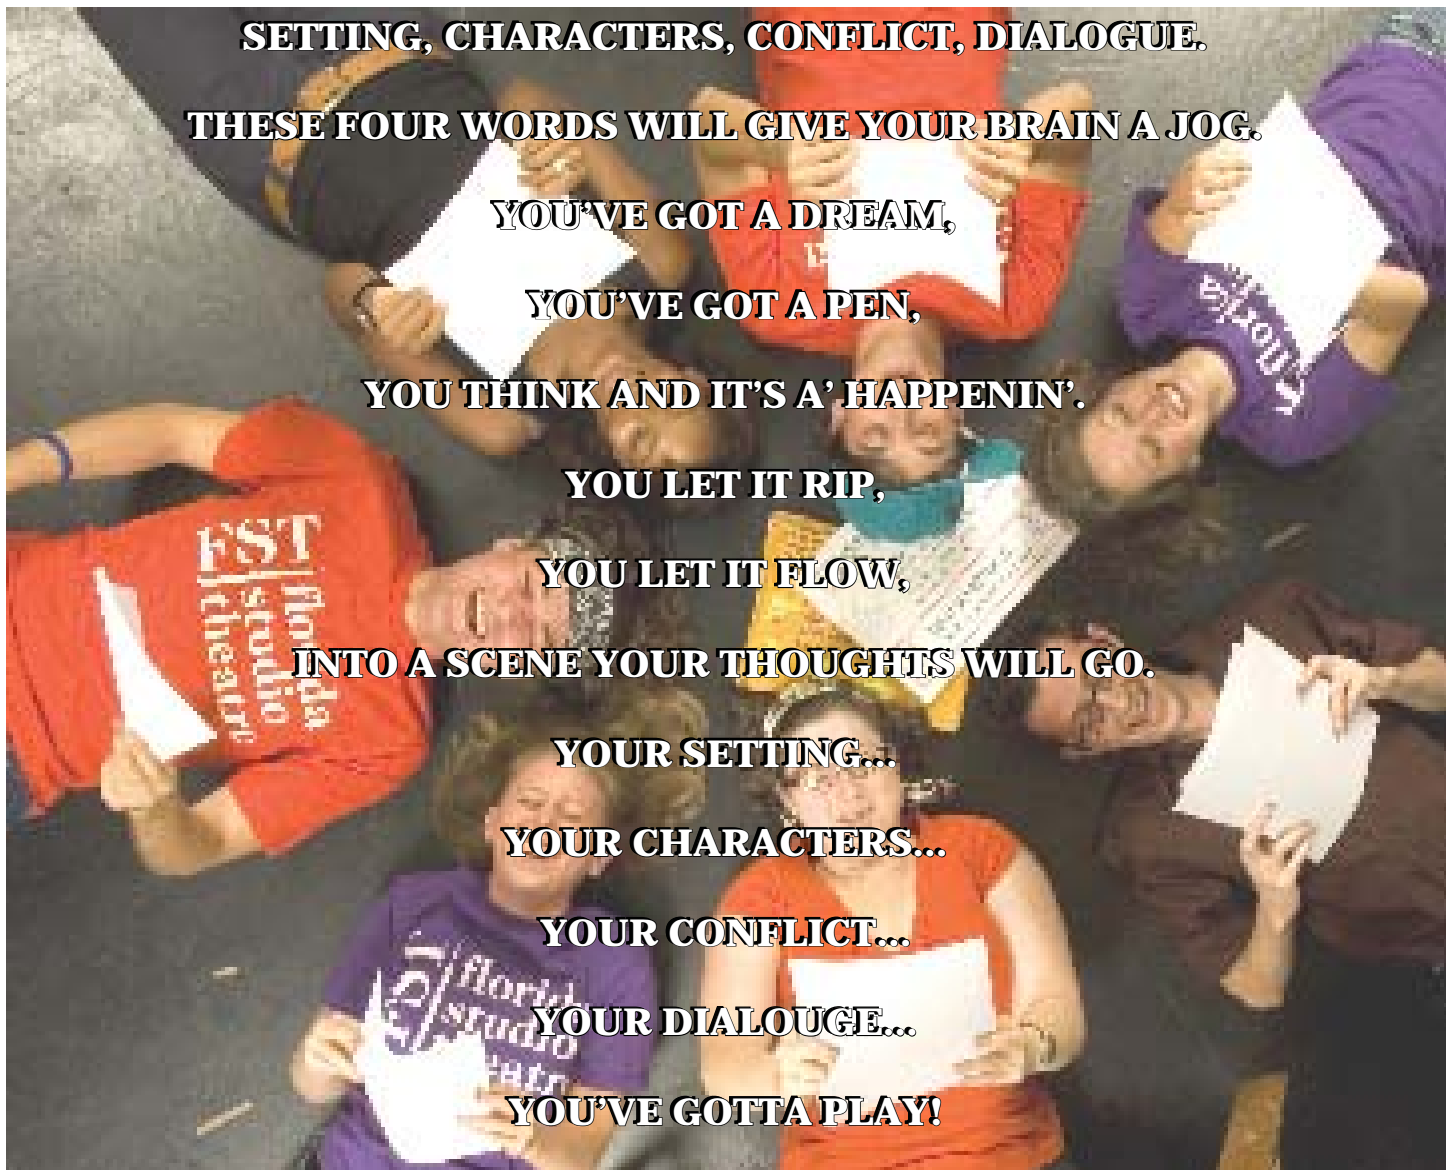 SETTING, CHARACTERS, CONFLICT, DIALOGUE.
THESE FOUR WORDS WILL GIVE YOUR BRAIN A JOG.
YOU’VE GOT A DREAM,
YOU’VE GOT A PEN,
YOU THINK AND IT’S A’ HAPPENIN’.
YOU LET IT RIP,
YOU LET IT FLOW,
INTO A SCENE YOUR THOUGHTS WILL GO.
YOUR SETTING...
YOUR CHARACTERS...
YOUR CONFLICT...
YOUR DIALOUGE...
YOU’VE GOTTA PLAY!
FST
florida
studio
theatre
florida
studio